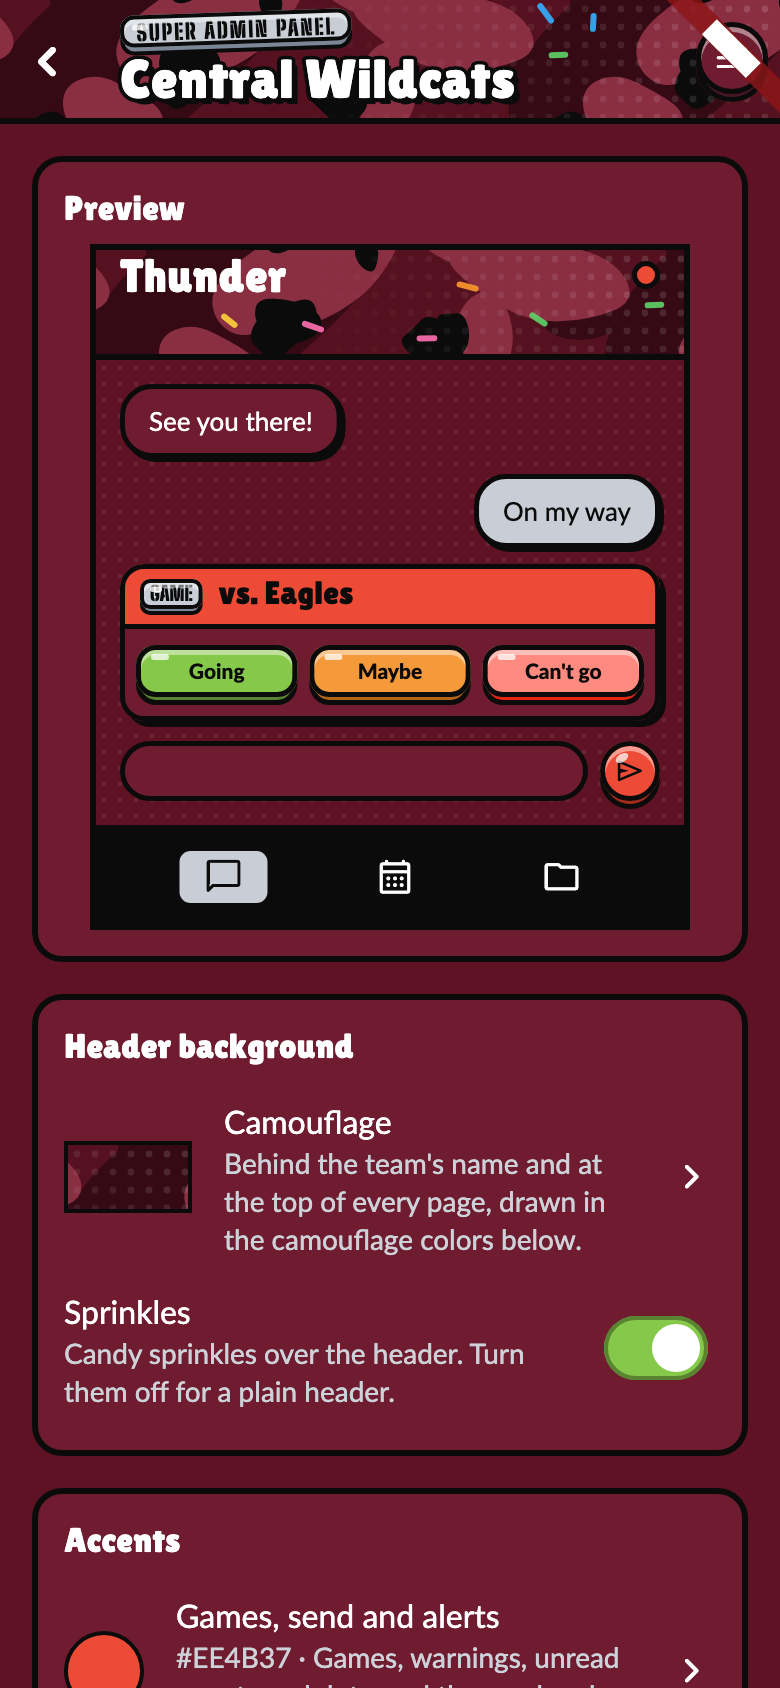 SUPER ADMIN PANEL
Central Wildcats
Preview
Thunder
See you there!
On my way
GAME vs. Eagles
Going Maybe Can't go
Header background
Camouflage
Behind the team's name and at
the top of every page, drawn in
the camouflage colors below.
Sprinkles
Candy sprinkles over the header. Turn
them off for a plain header.
Accents
Games, send and alerts
#EE4B37 · Games, warnings, unread